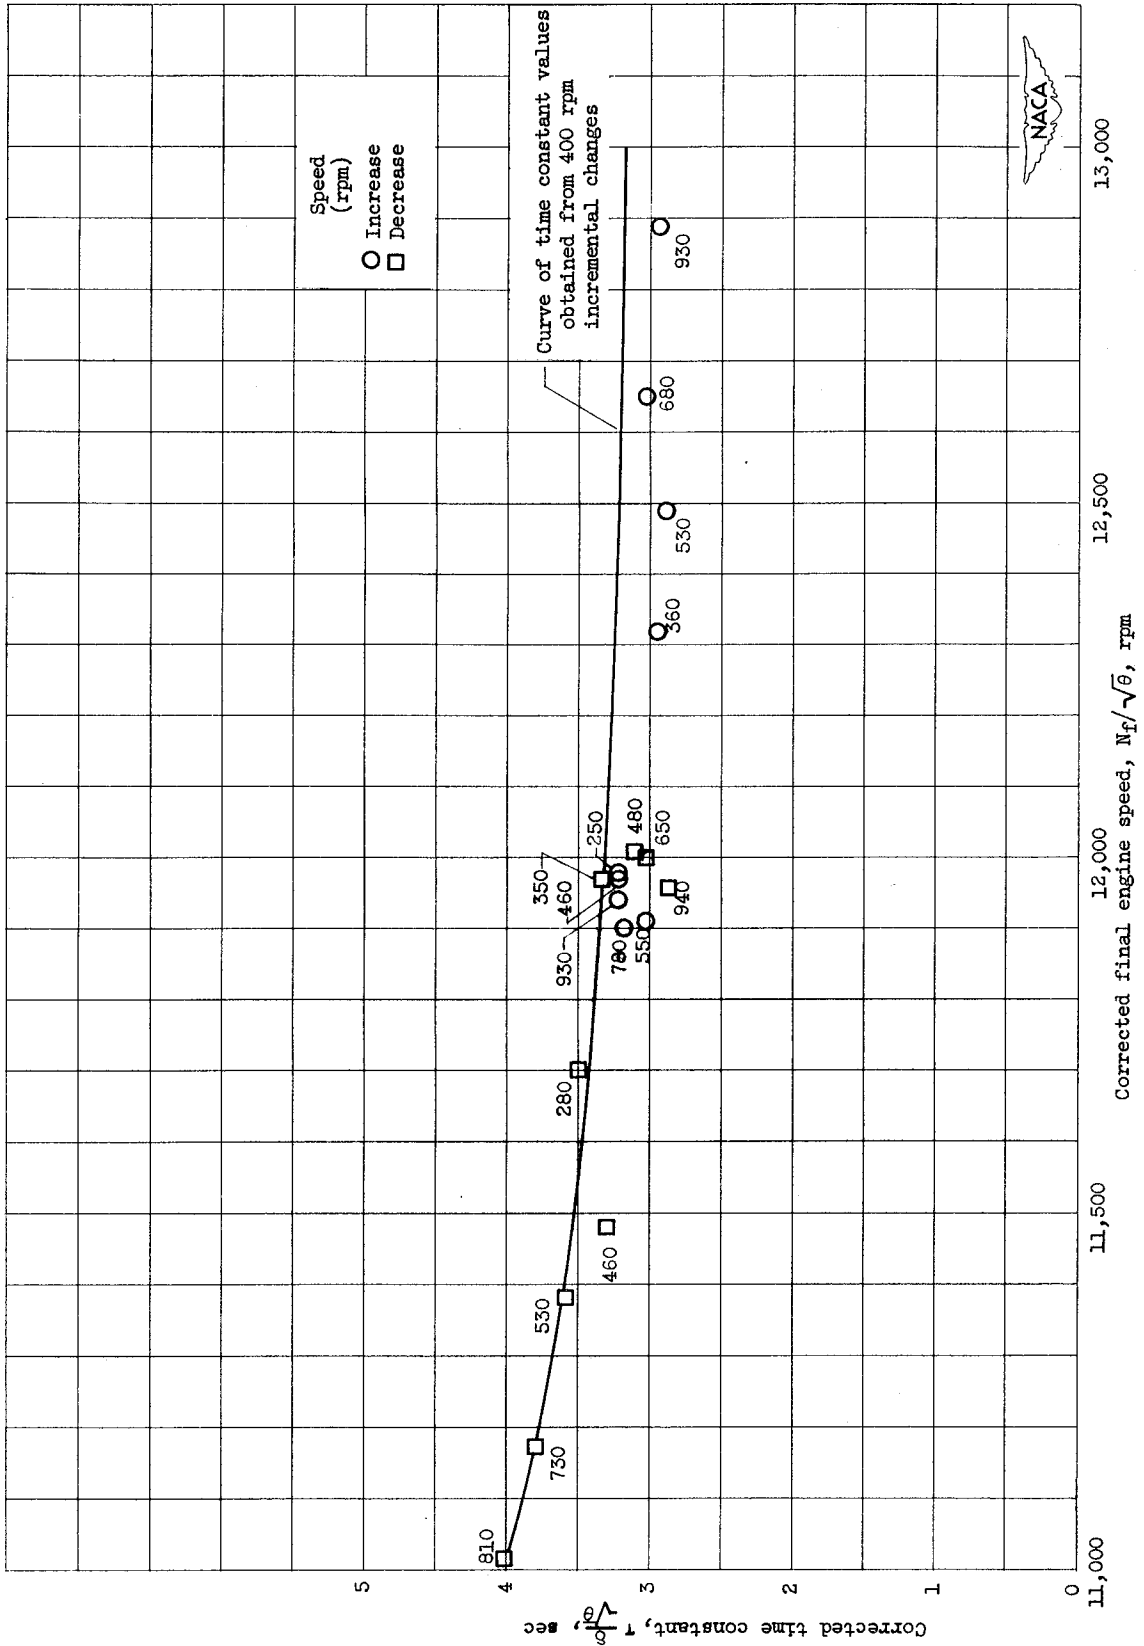 Speed
(rpm)
Increase
Decrease
Curve of time constant values
obtained from 400 rpm
incremental changes
NACA
5
4
3
2
1
0
Corrected time constant, τ δ/√θ, sec
810
730
530
460
280
930
460
350
250
780
550
480
650
940
360
530
680
930
11,000
11,500
12,000
12,500
13,000
Corrected final engine speed, Nf/√θ, rpm